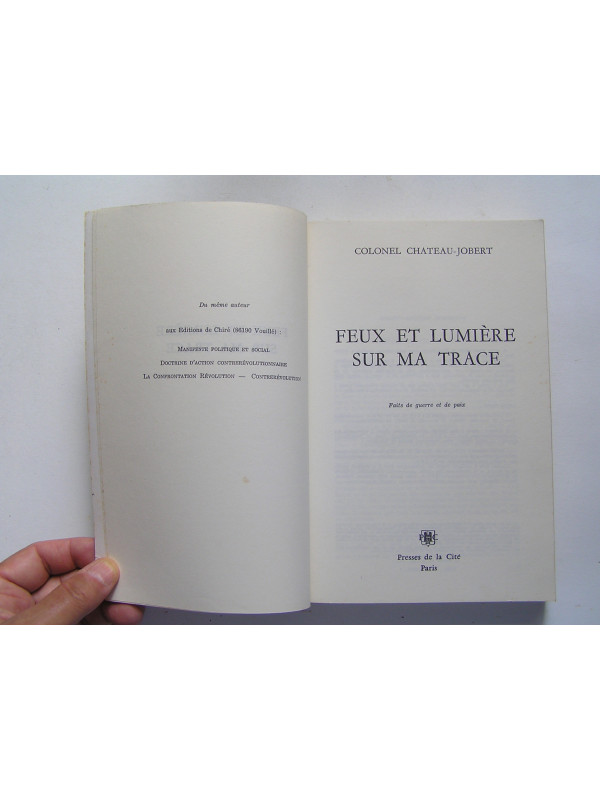 Du même auteur
aux Editions de Chiré (86190 Vouillé) :
MANIFESTE POLITIQUE ET SOCIAL
DOCTRINE D'ACTION CONTRERÉVOLUTIONNAIRE
LA CONFRONTATION RÉVOLUTION — CONTRERÉVOLUTION
COLONEL CHATEAU-JOBERT
FEUX ET LUMIÈRE
SUR MA TRACE
Faits de guerre et de paix
PHC
Presses de la Cité
Paris